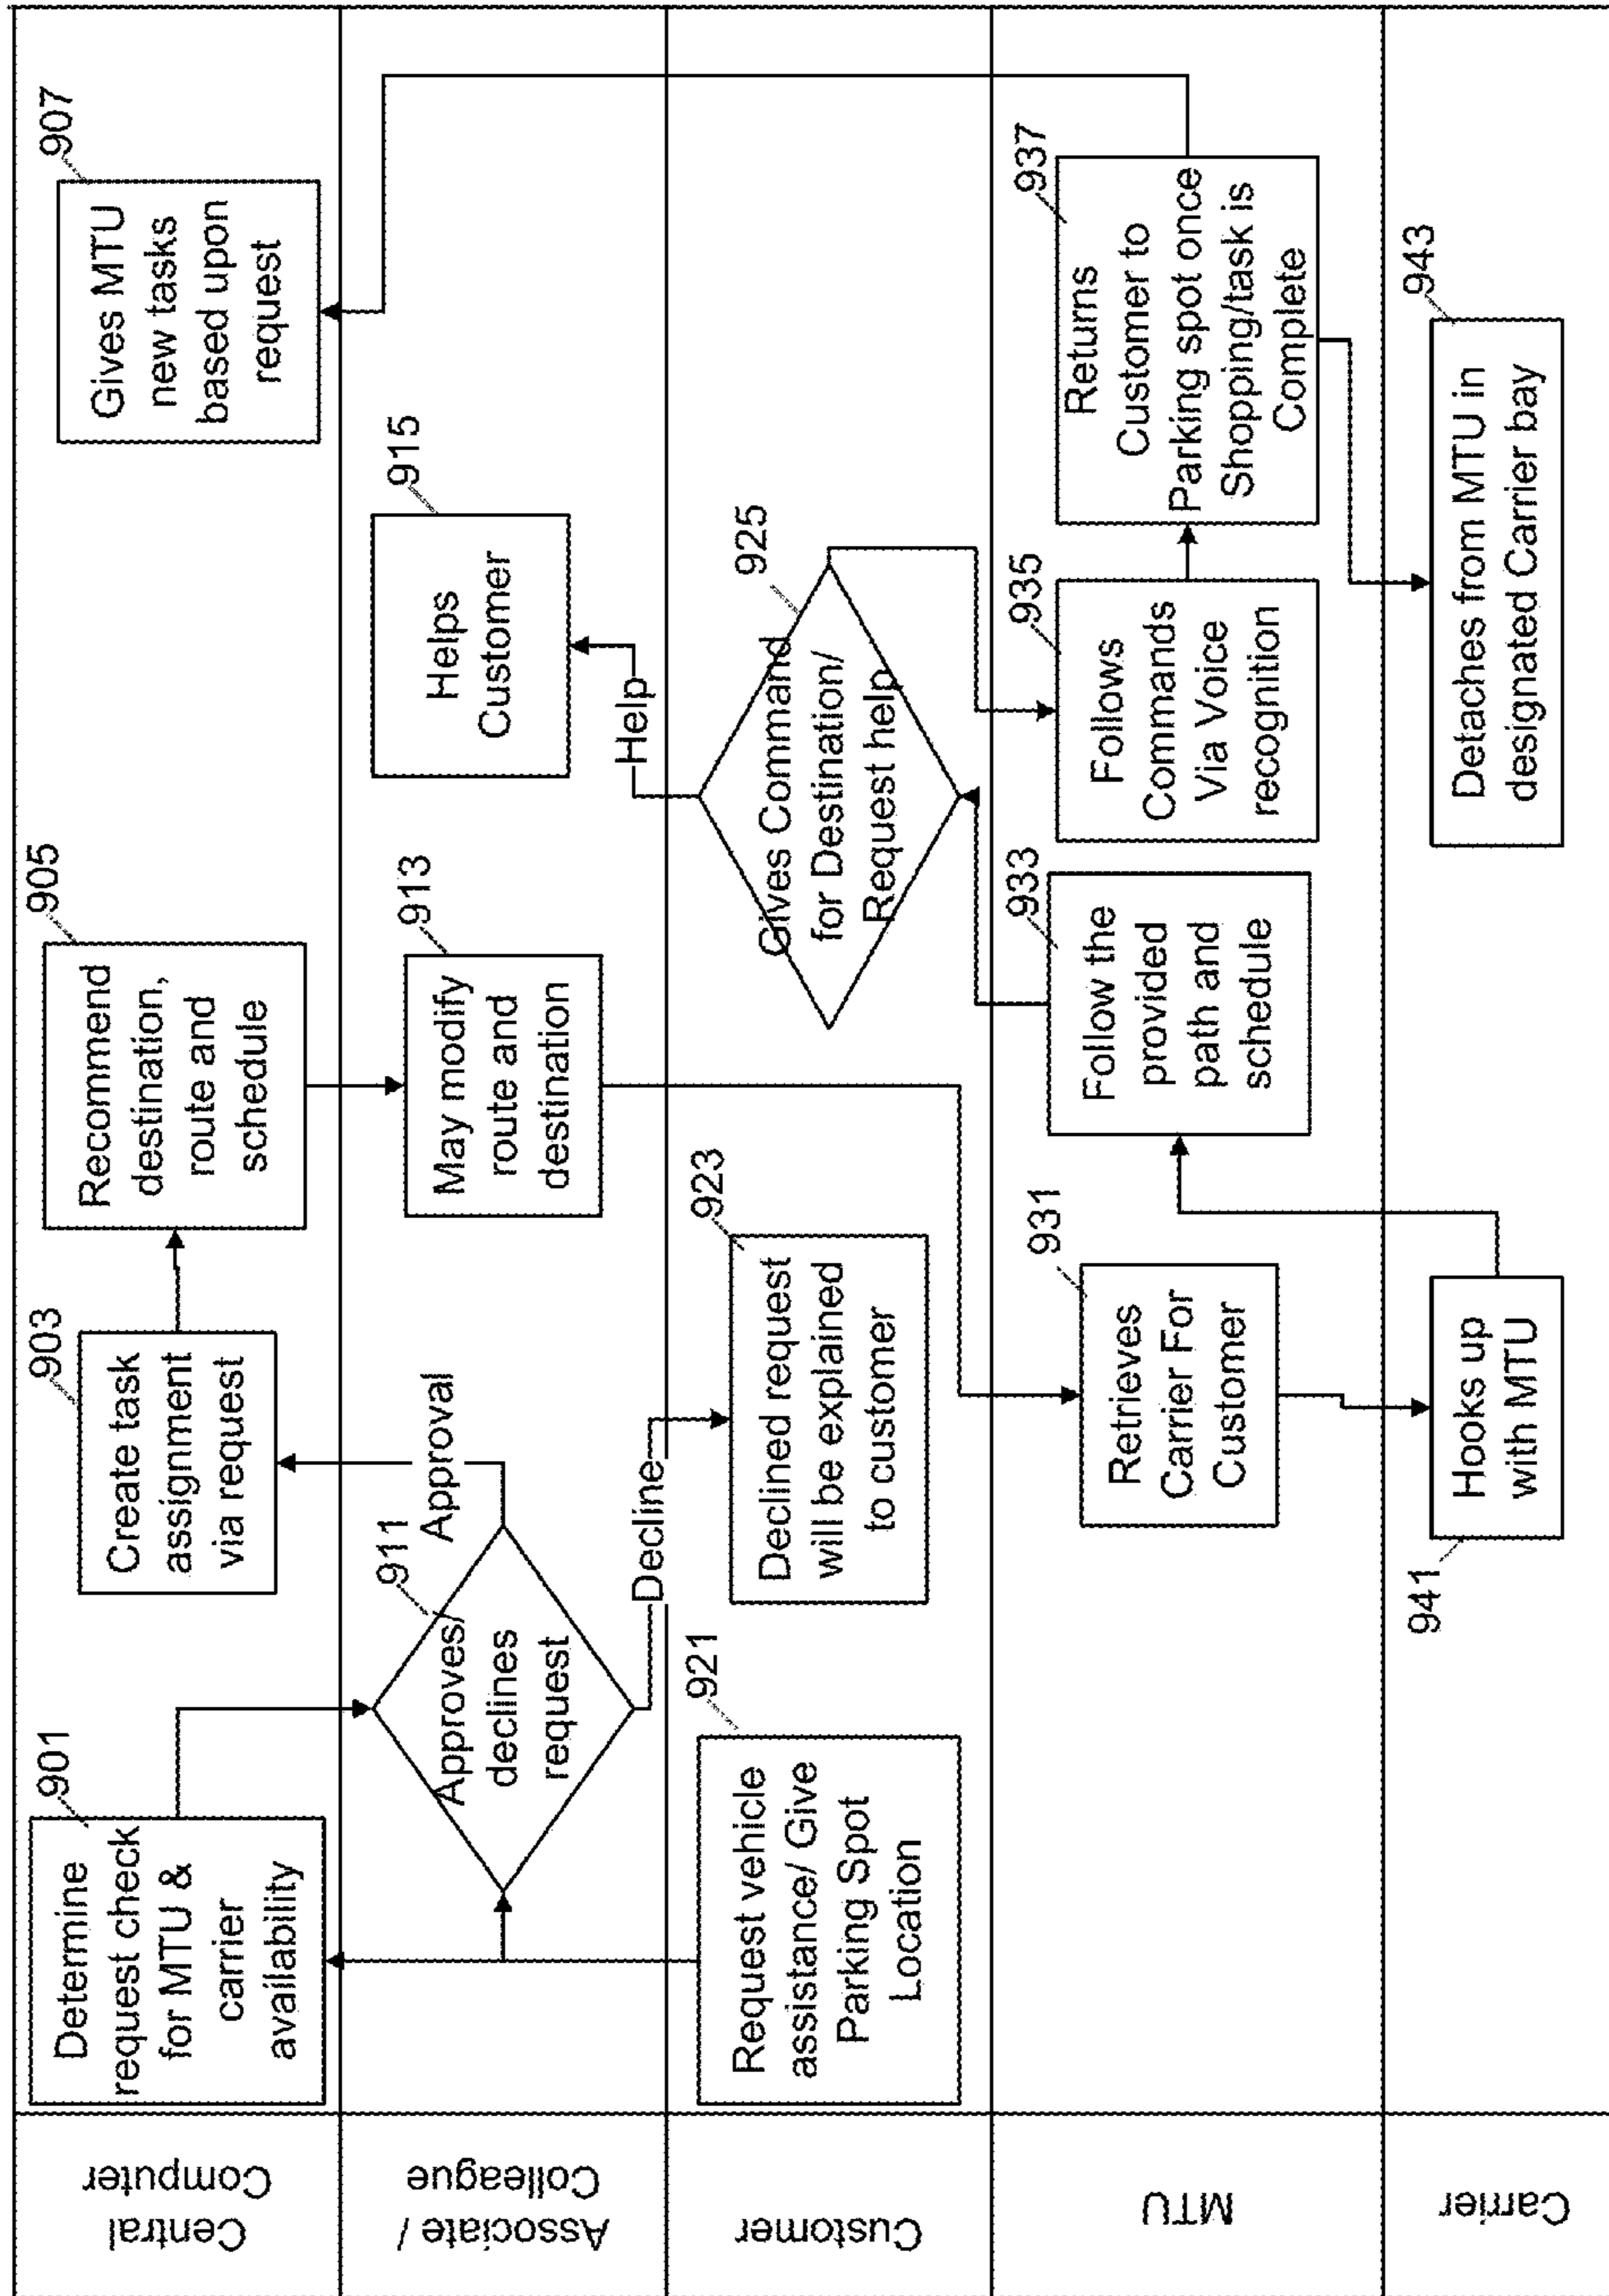 Central
Computer
901
Determine
request check
for MTU &
carrier
availability
903
Create task
assignment
via request
905
Recommend
destination,
route and
schedule
907
Gives MTU
new tasks
based upon
request
Associate /
Colleague
911
Approves/
declines
request
Approval
Decline
913
May modify
route and
destination
915
Helps
Customer
Help
Customer
921
Request vehicle
assistance/ Give
Parking Spot
Location
923
Declined request
will be explained
to customer
925
Gives Command
for Destination/
Request help
MTU
931
Retrieves
Carrier For
Customer
933
Follow the
provided
path and
schedule
935
Follows
Commands
Via Voice
recognition
937
Returns
Customer to
Parking spot once
Shopping/task is
Complete
Carrier
941
Hooks up
with MTU
943
Detaches from MTU in
designated Carrier bay